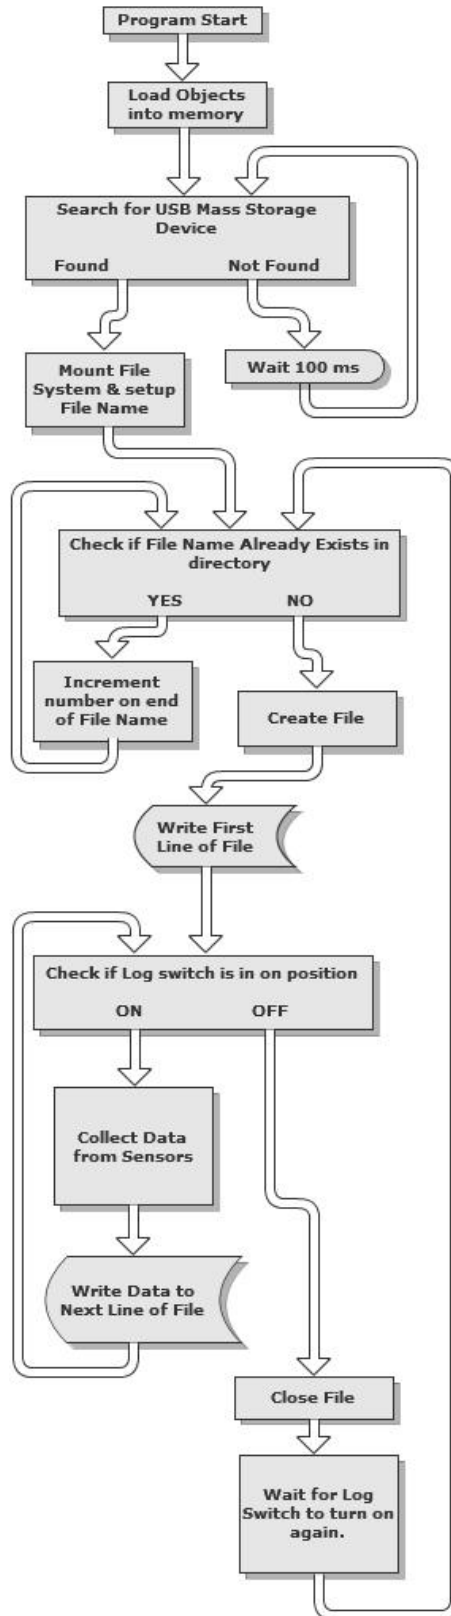 Program Start
Load Objects
into memory
Search for USB Mass Storage
Device
Found Not Found
Mount File
System & setup
File Name
Wait 100 ms
Check if File Name Already Exists in
directory
YES NO
Increment
number on end
of File Name
Create File
Write First
Line of File
Check if Log switch is in on position
ON OFF
Collect Data
from Sensors
Write Data to
Next Line of File
Close File
Wait for Log
Switch to turn on
again.